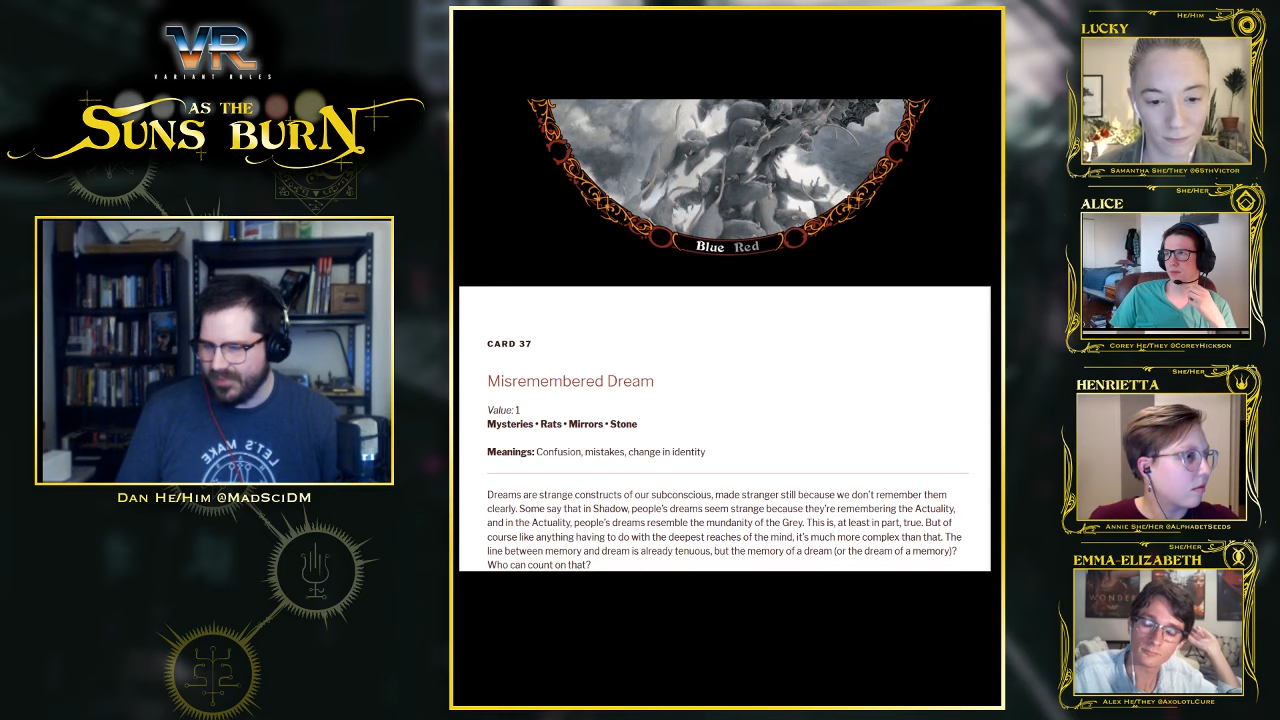 VR
VARIANT RULES
AS THE
SUNS BURN
LET'S MAKE
DAN HE/HIM @MADSCIDM
Blue Red
CARD 37
Misremembered Dream
Value: 1
Mysteries • Rats • Mirrors • Stone
Meanings: Confusion, mistakes, change in identity
Dreams are strange constructs of our subconscious, made stranger still because we don't remember them
clearly. Some say that in Shadow, people's dreams seem strange because they're remembering the Actuality,
and in the Actuality, people's dreams resemble the mundanity of the Grey. This is, at least in part, true. But of
course like anything having to do with the deepest reaches of the mind, it's much more complex than that. The
line between memory and dream is already tenuous, but the memory of a dream (or the dream of a memory)?
Who can count on that?
HE/HIM
LUCKY
SAMANTHA SHE/THEY @65THVICTOR
SHE/HER
ALICE
COREY HE/THEY @COREYHICKSON
SHE/HER
HENRIETTA
ANNIE SHE/HER @ALPHABETSEEDS
SHE/HER
EMMA-ELIZABETH
WONDER
ALEX HE/THEY @AXOLOTLCURE